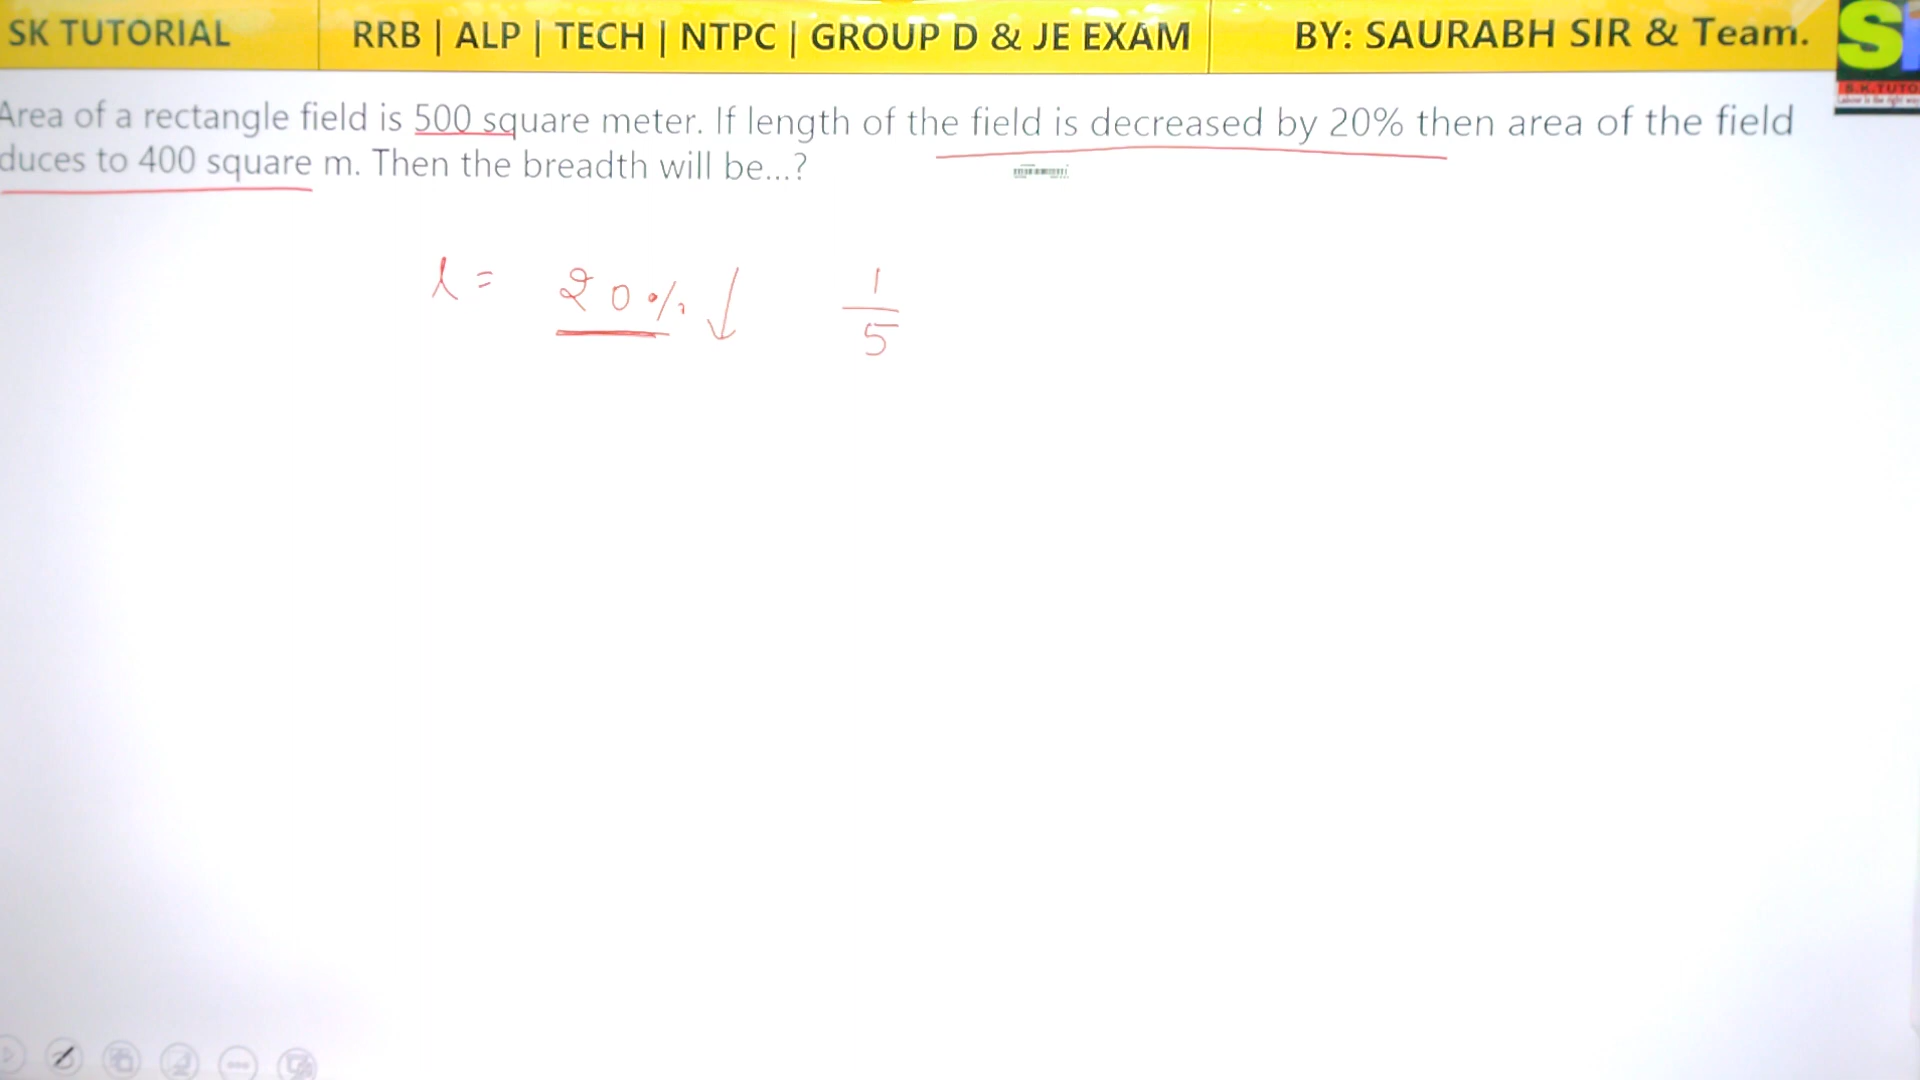 SK TUTORIAL
RRB | ALP | TECH | NTPC | GROUP D & JE EXAM
BY: SAURABH SIR & Team.
S
S.K.TUTO
Area of a rectangle field is 500 square meter. If length of the field is decreased by 20% then area of the field
duces to 400 square m. Then the breadth will be...?
l = 20% ↓ 1/5